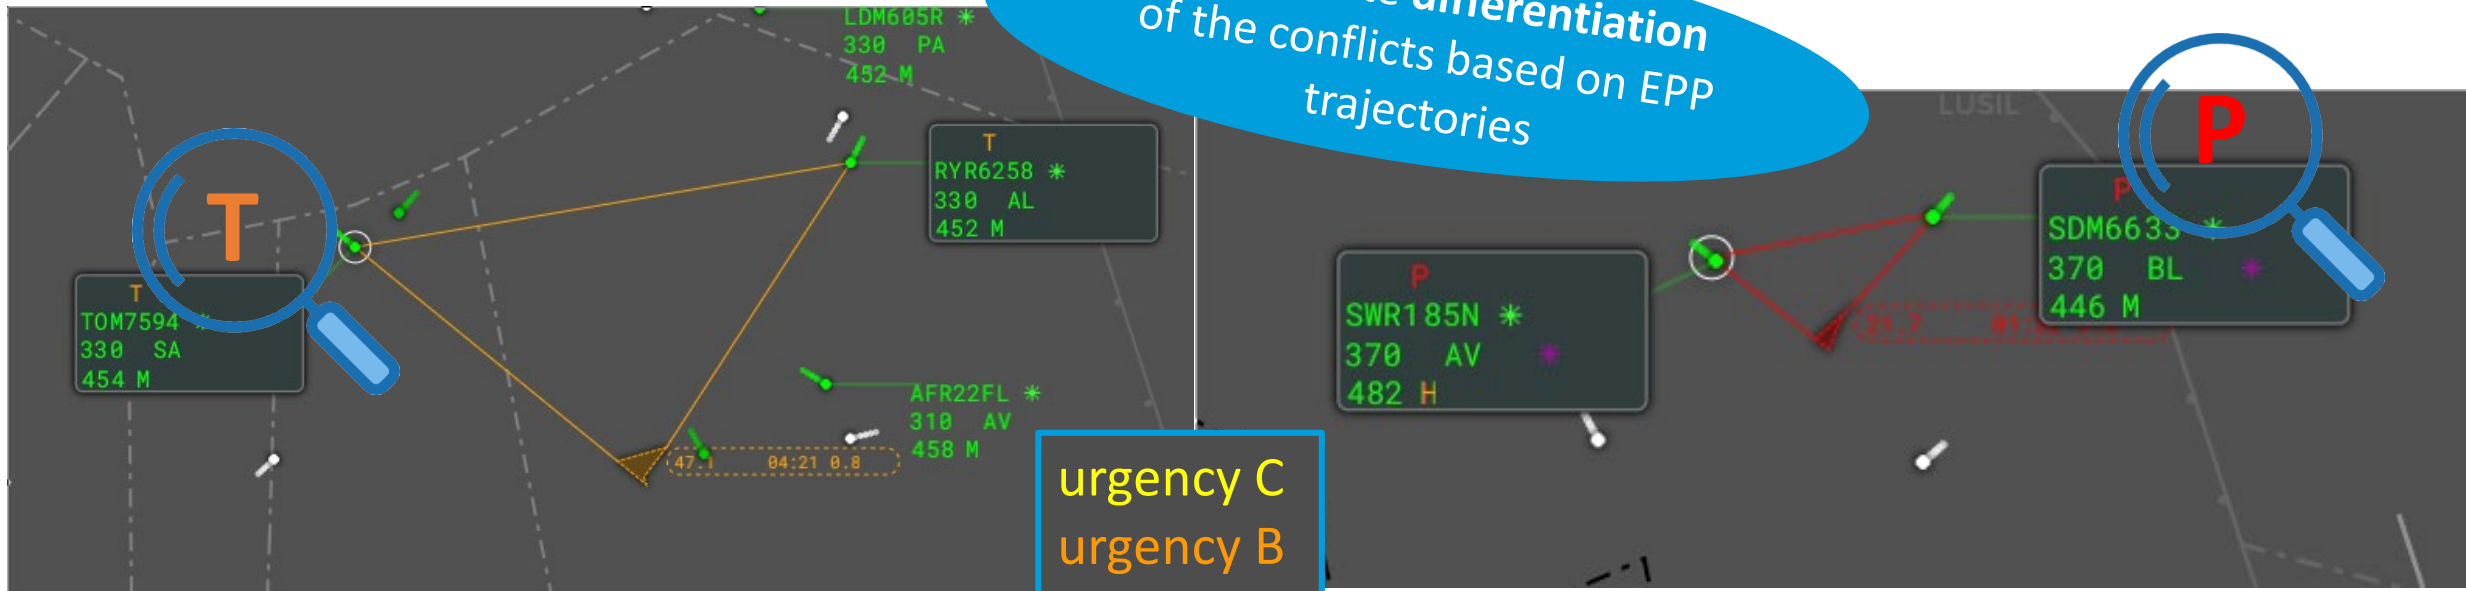 LDM605R *
330 PA
452 M
differentiation
of the conflicts based on EPP
trajectories
LUSIL
T
T
RYR6258 *
330 AL
452 M
T
TOM7594 *
330 SA
454 M
AFR22FL *
310 AV
458 M
04:21 0.8
P
P
SDM6633 *
370 BL *
446 M
P
SWR185N *
370 AV *
482 H
21.7
urgency C
urgency B